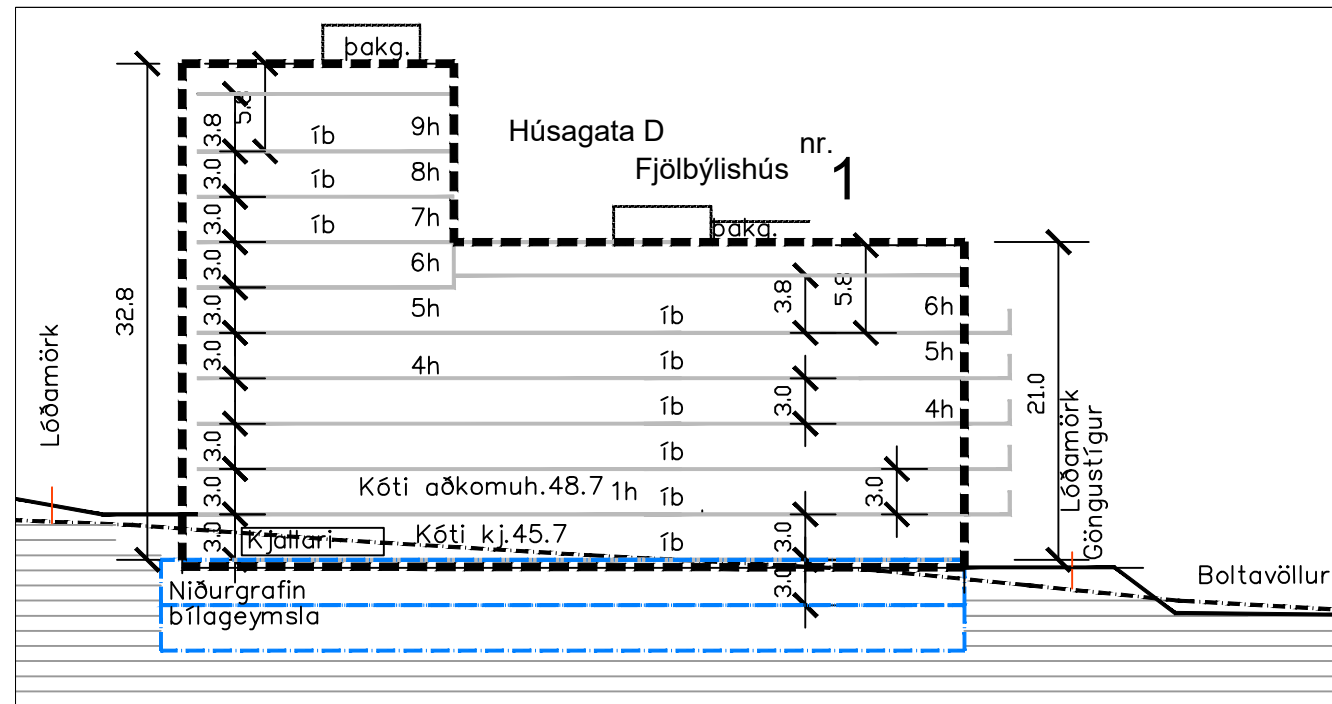 þakg.
5.8
3.8
íb
9h
Húsagata D
nr.
1
Fjölbýlishús
3.0
íb
8h
3.0
íb
7h
þakg.
3.0
6h
32.8
3.0
5h
3.8
5.8
íb
6h
Lóðamörk
3.0
4h
íb
5h
21.0
3.0
íb
4h
3.0
íb
3.0
Kóti aðkomuh.48.7
1h
íb
3.0
Lóðamörk
Göngustígur
3.0
Kjallari
Kóti kj.45.7
íb
3.0
3.0
Niðurgrafin
bílageymsla
Boltavöllur